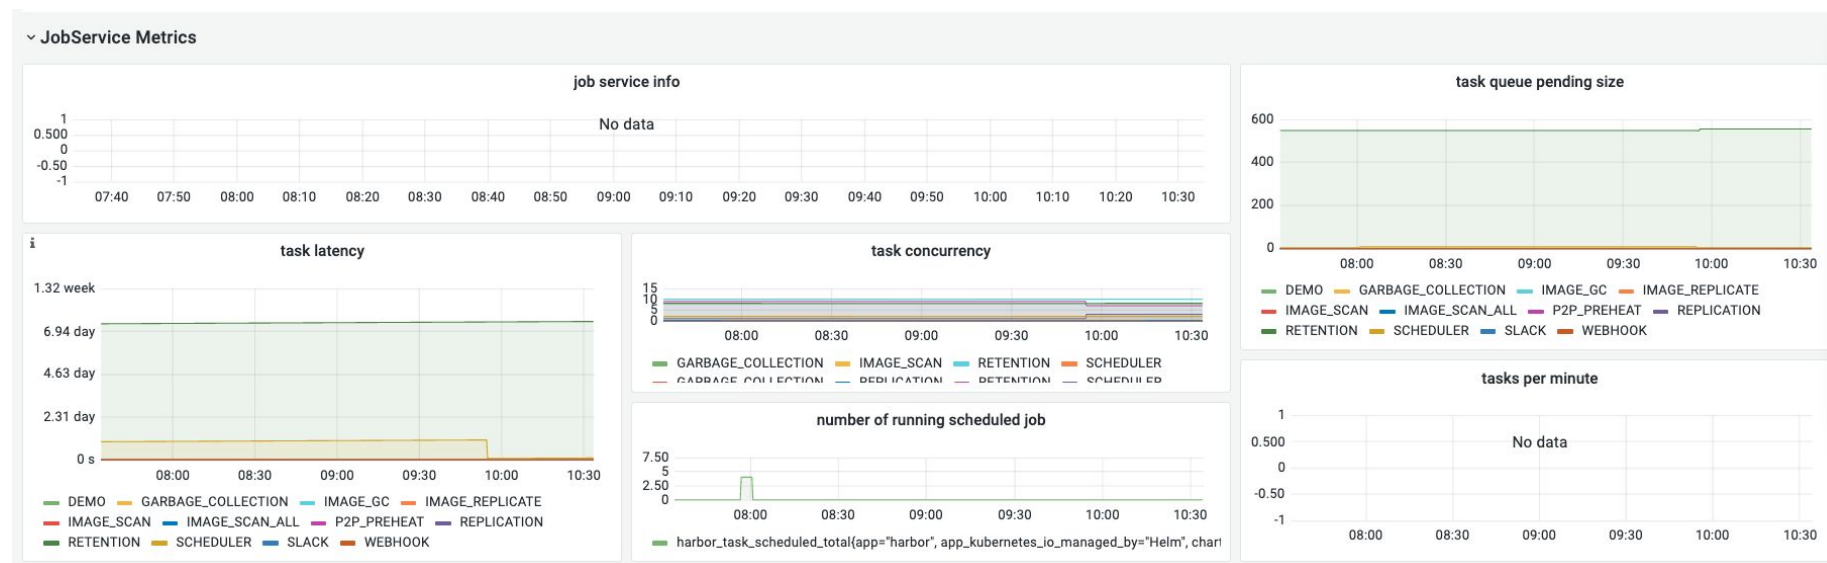 JobService Metrics
job service info
1
0.500
0
-0.50
-1
No data
07:40 07:50 08:00 08:10 08:20 08:30 08:40 08:50 09:00 09:10 09:20 09:30 09:40 09:50 10:00 10:10 10:20 10:30
task queue pending size
600
400
200
0
08:00 08:30 09:00 09:30 10:00 10:30
DEMO GARBAGE_COLLECTION IMAGE_GC IMAGE_REPLICATE
IMAGE_SCAN IMAGE_SCAN_ALL P2P_PREHEAT REPLICATION
RETENTION SCHEDULER SLACK WEBHOOK
i
task latency
1.32 week
6.94 day
4.63 day
2.31 day
0 s
08:00 08:30 09:00 09:30 10:00 10:30
DEMO GARBAGE_COLLECTION IMAGE_GC IMAGE_REPLICATE
IMAGE_SCAN IMAGE_SCAN_ALL P2P_PREHEAT REPLICATION
RETENTION SCHEDULER SLACK WEBHOOK
task concurrency
15
10
5
0
08:00 08:30 09:00 09:30 10:00 10:30
GARBAGE_COLLECTION IMAGE_SCAN RETENTION SCHEDULER
GARBAGE_COLLECTION REPLICATION RETENTION SCHEDULER
number of running scheduled job
7.50
5
2.50
0
08:00 08:30 09:00 09:30 10:00 10:30
harbor_task_scheduled_total{app="harbor", app_kubernetes_io_managed_by="Helm", chart
tasks per minute
1
0.500
0
-0.50
-1
No data
08:00 08:30 09:00 09:30 10:00 10:30